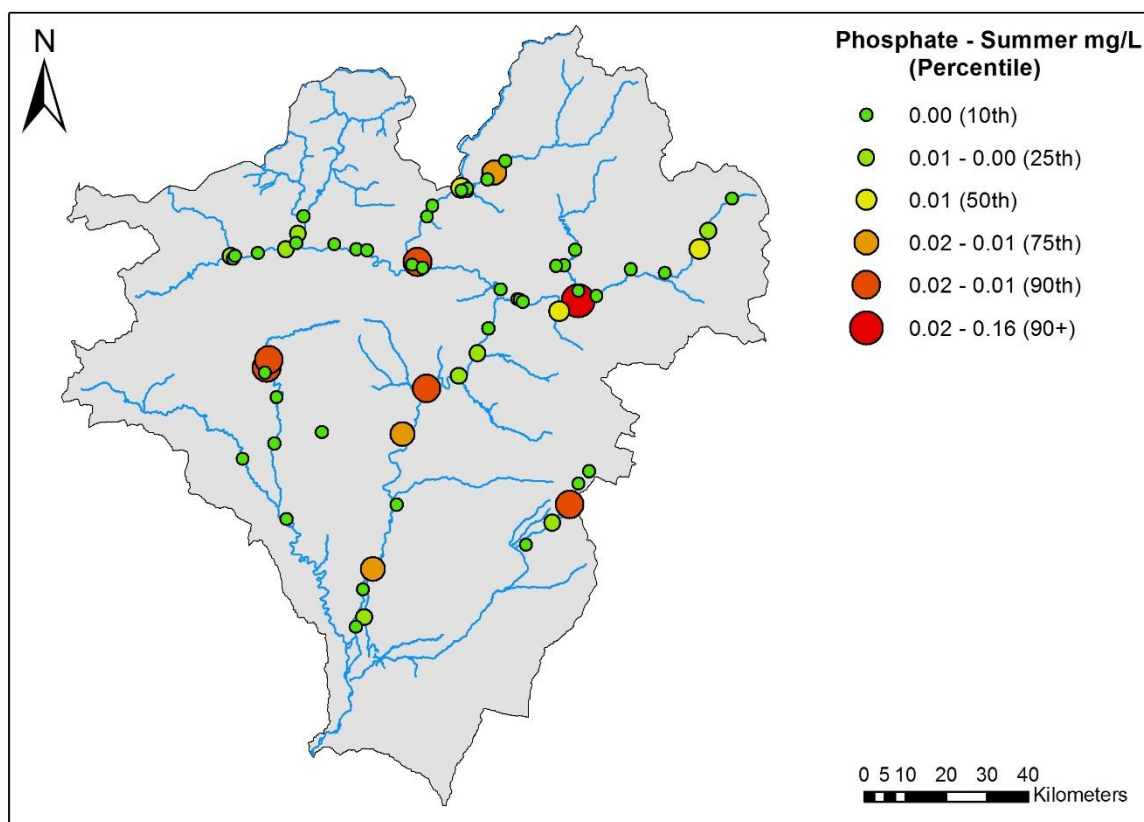 N
Phosphate - Summer mg/L
(Percentile)
0.00 (10th)
0.01 - 0.00 (25th)
0.01 (50th)
0.02 - 0.01 (75th)
0.02 - 0.01 (90th)
0.02 - 0.16 (90+)
0 5 10 20 30 40
Kilometers